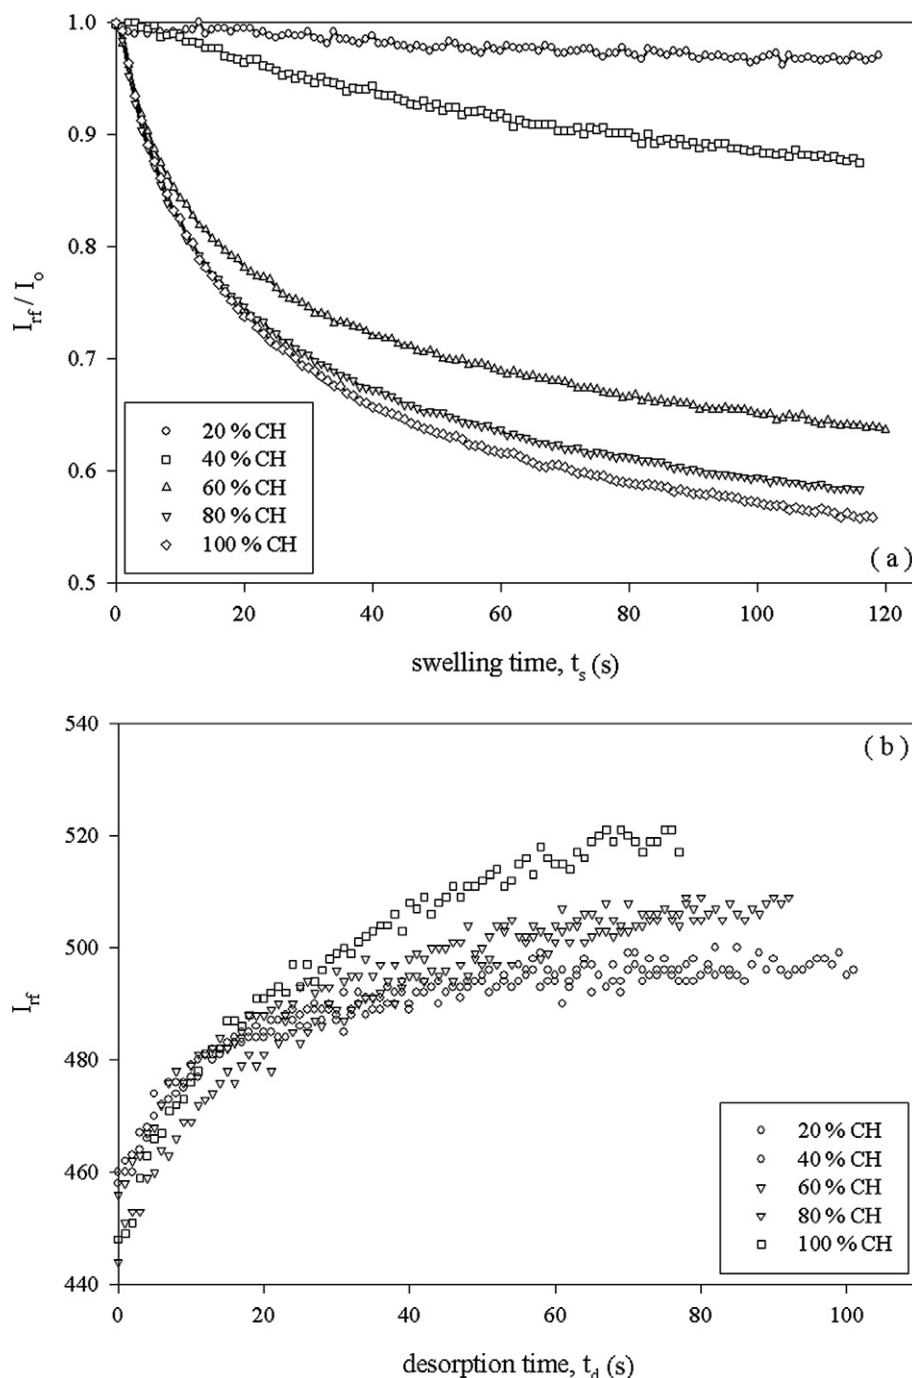 1.0
0.9
0.8
0.7
0.6
0.5
I_rf / I_o
20 % CH
40 % CH
60 % CH
80 % CH
100 % CH
( a )
0 20 40 60 80 100 120
swelling time, t_s (s)
540
520
500
480
460
440
I_rf
( b )
20 % CH
40 % CH
60 % CH
80 % CH
100 % CH
0 20 40 60 80 100
desorption time, t_d (s)